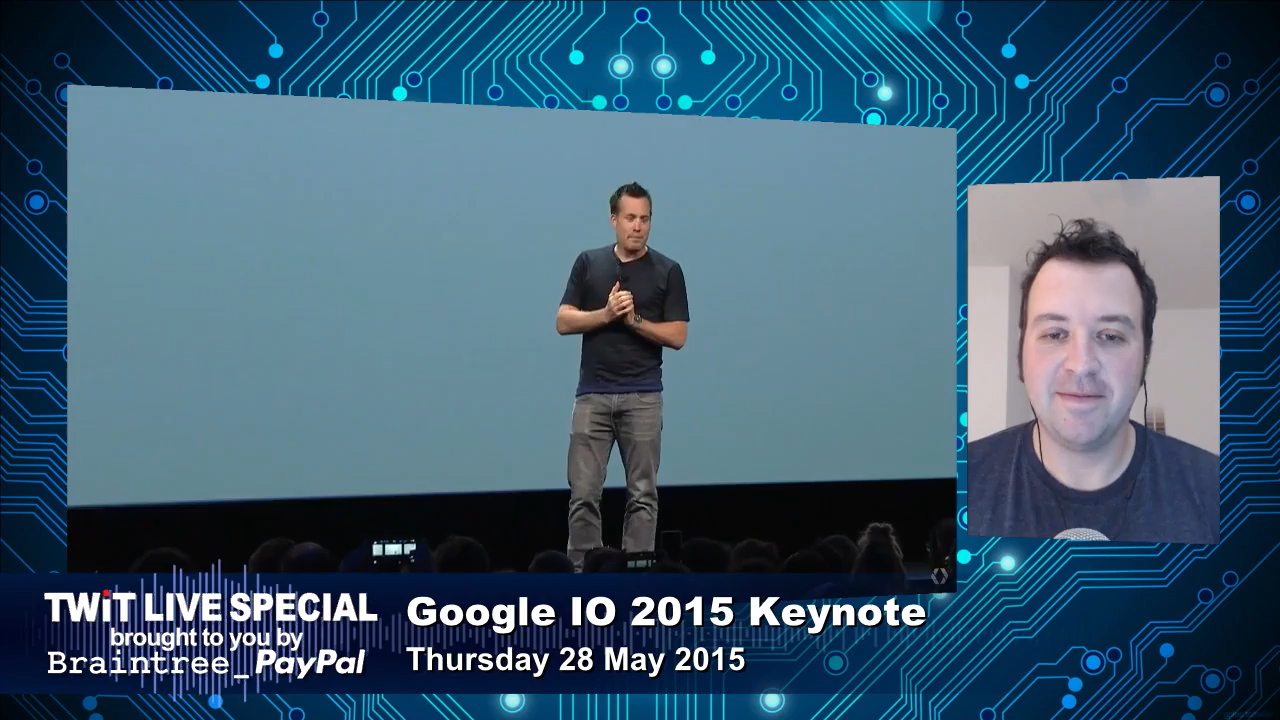 TWiT LIVE SPECIAL
brought to you by
Braintree_PayPal
Google IO 2015 Keynote
Thursday 28 May 2015